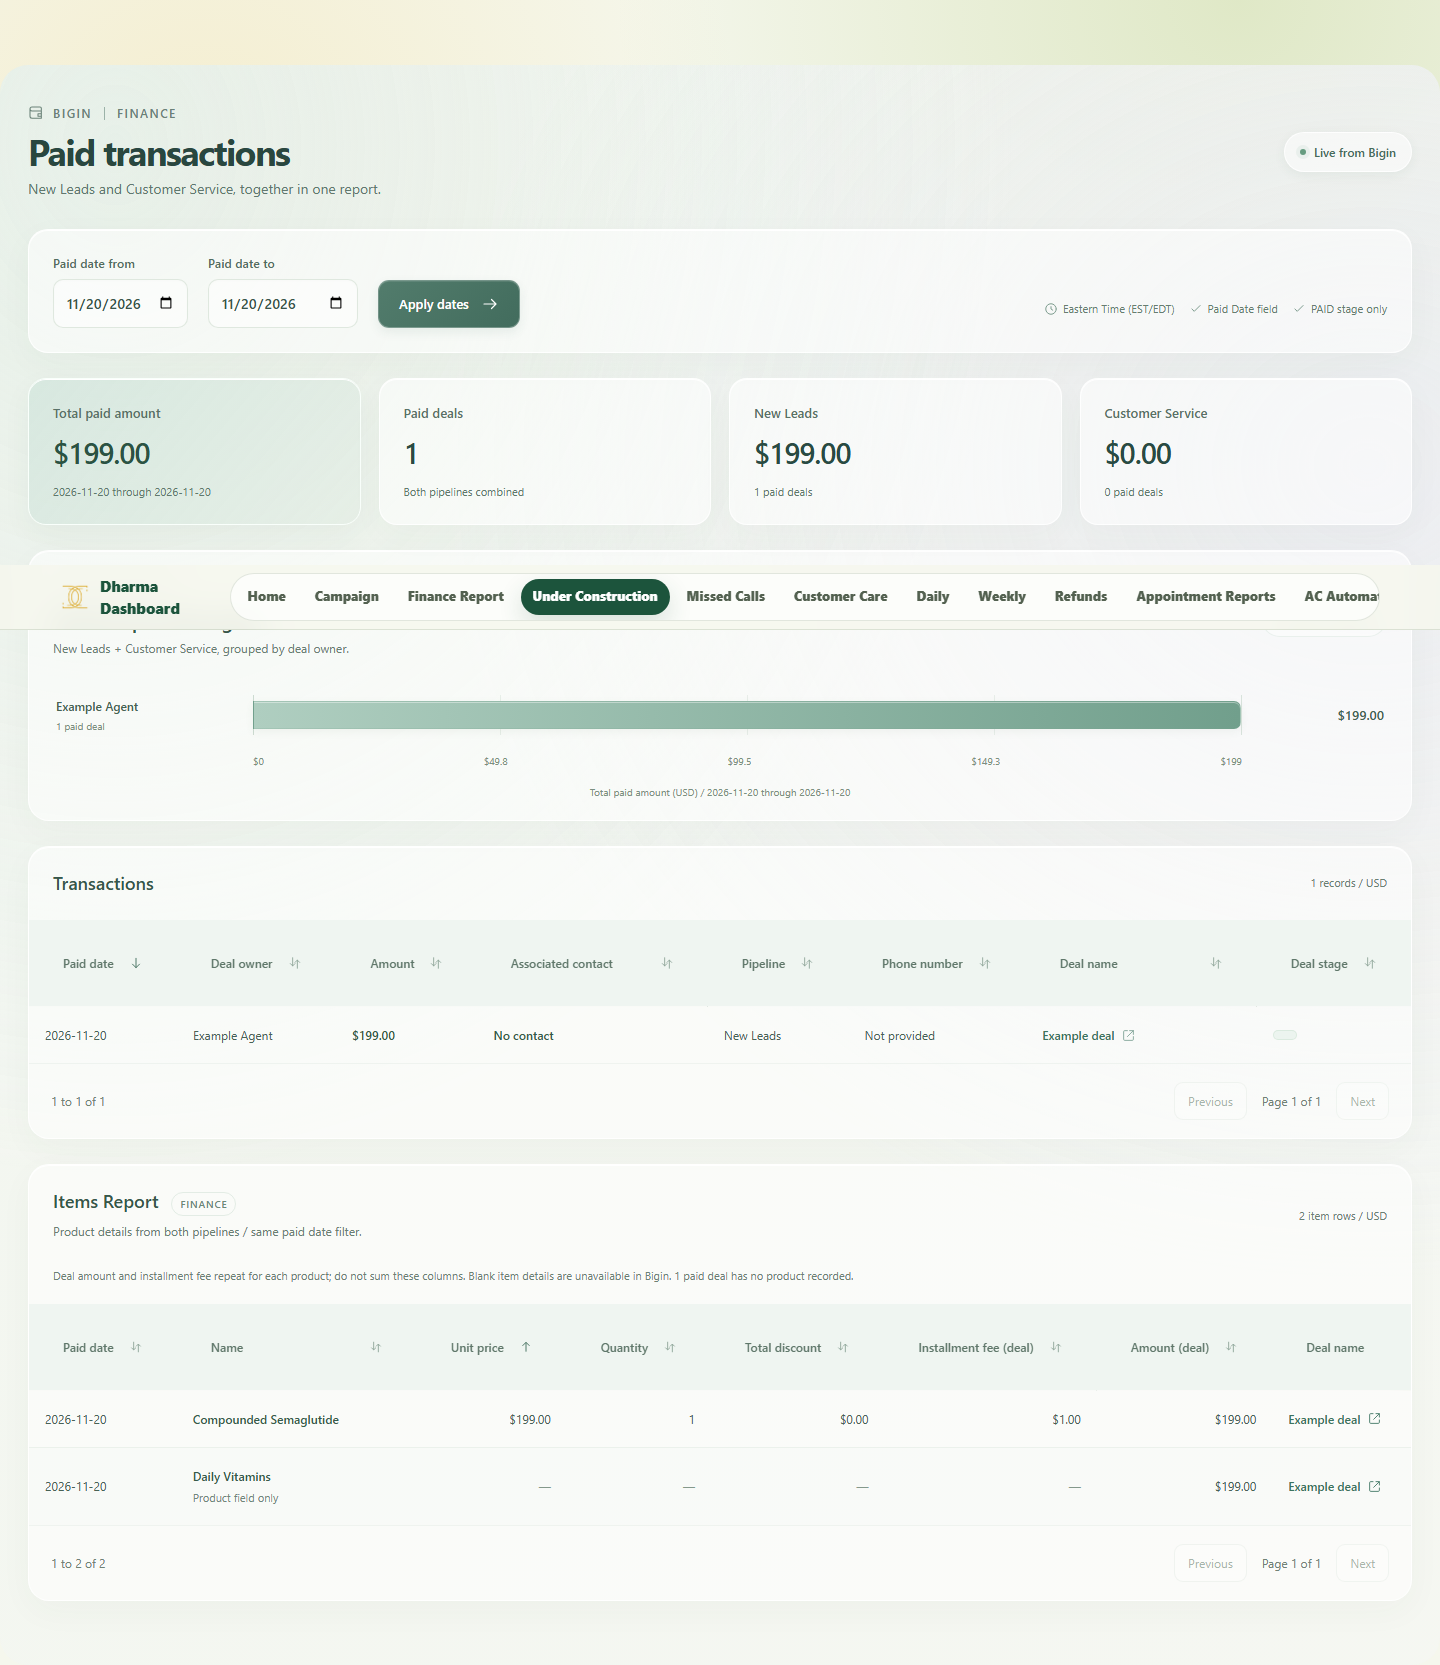 BIGIN | FINANCE
Paid transactions
Live from Bigin
New Leads and Customer Service, together in one report.
Paid date from
Paid date to
11/20/2026
11/20/2026
Apply dates
Eastern Time (EST/EDT)
Paid Date field
PAID stage only
Total paid amount
$199.00
2026-11-20 through 2026-11-20
Paid deals
1
Both pipelines combined
New Leads
$199.00
1 paid deals
Customer Service
$0.00
0 paid deals
Dharma
Dashboard
Home
Campaign
Finance Report
Under Construction
Missed Calls
Customer Care
Daily
Weekly
Refunds
Appointment Reports
AC Automat
New Leads + Customer Service, grouped by deal owner.
Example Agent
1 paid deal
$199.00
$0 $49.8 $99.5 $149.3 $199
Total paid amount (USD) / 2026-11-20 through 2026-11-20
Transactions
1 records / USD
Paid date Deal owner Amount Associated contact Pipeline Phone number Deal name Deal stage
2026-11-20 Example Agent $199.00 No contact New Leads Not provided Example deal
1 to 1 of 1
Previous Page 1 of 1 Next
Items Report FINANCE
Product details from both pipelines / same paid date filter.
2 item rows / USD
Deal amount and installment fee repeat for each product; do not sum these columns. Blank item details are unavailable in Bigin. 1 paid deal has no product recorded.
Paid date Name Unit price Quantity Total discount Installment fee (deal) Amount (deal) Deal name
2026-11-20 Compounded Semaglutide $199.00 1 $0.00 $1.00 $199.00 Example deal
2026-11-20 Daily Vitamins — — — — $199.00 Example deal
Product field only
1 to 2 of 2
Previous Page 1 of 1 Next